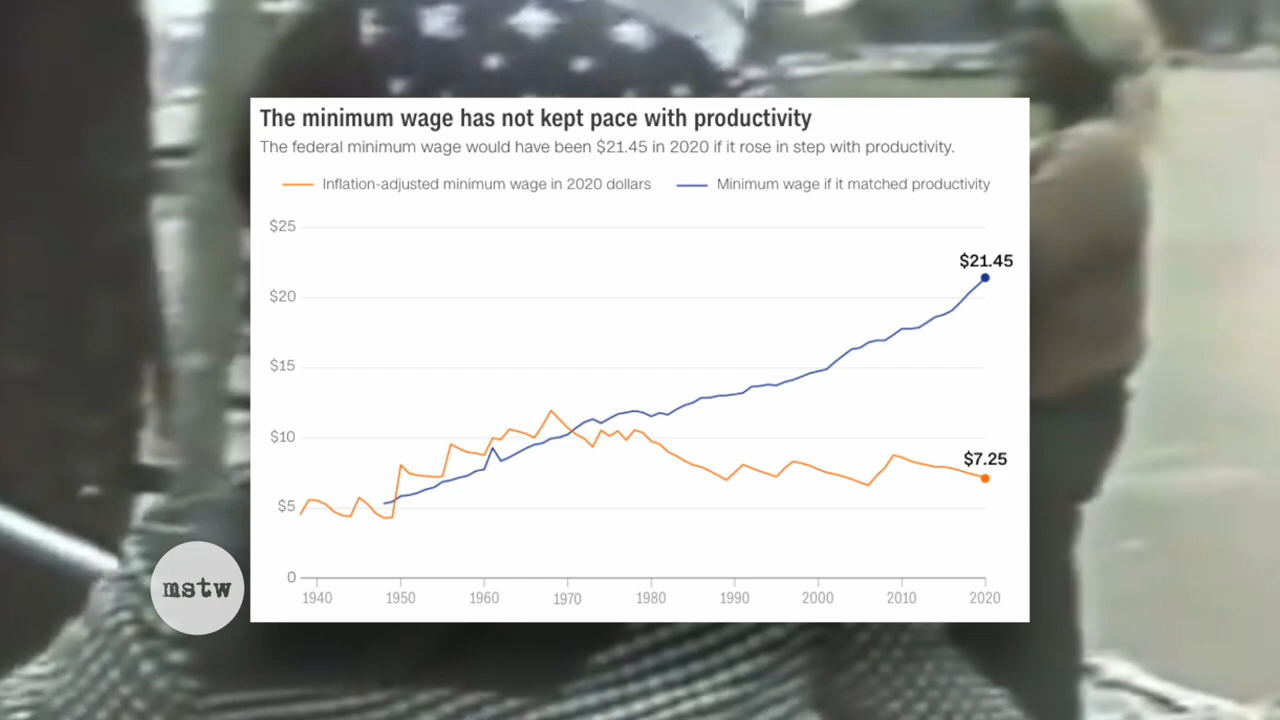 The minimum wage has not kept pace with productivity
The federal minimum wage would have been $21.45 in 2020 if it rose in step with productivity.
Inflation-adjusted minimum wage in 2020 dollars Minimum wage if it matched productivity
$25
$21.45
$20
$15
$10
$7.25
$5
0
1940 1950 1960 1970 1980 1990 2000 2010 2020
mstw